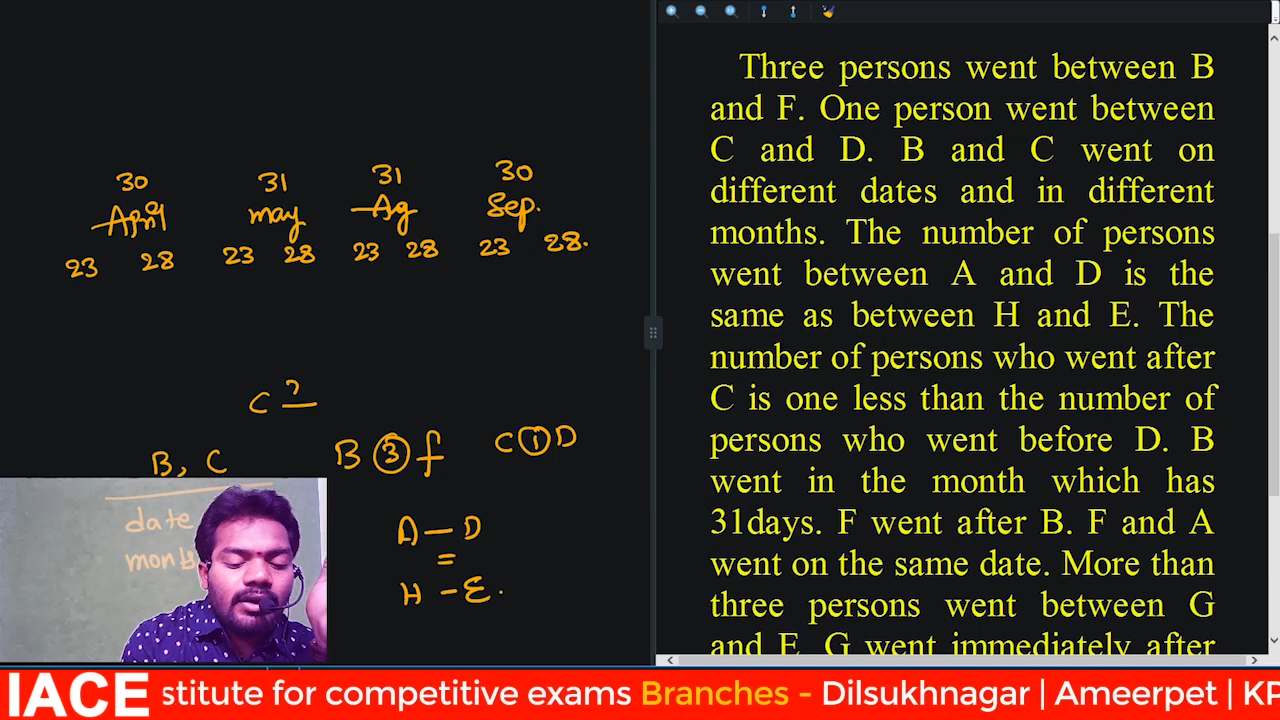 30 31 31 30
April may Ag Sep.
23 28 23 28 23 28 23 28.
C ?
B, C B 3 f C 1 D
date
A — D
=
H — E.
Three persons went between B
and F. One person went between
C and D. B and C went on
different dates and in different
months. The number of persons
went between A and D is the
same as between H and E. The
number of persons who went after
C is one less than the number of
persons who went before D. B
went in the month which has
31days. F went after B. F and A
went on the same date. More than
three persons went between G
and E. G went immediately after
IACE stitute for competitive exams Branches - Dilsukhnagar | Ameerpet | KP